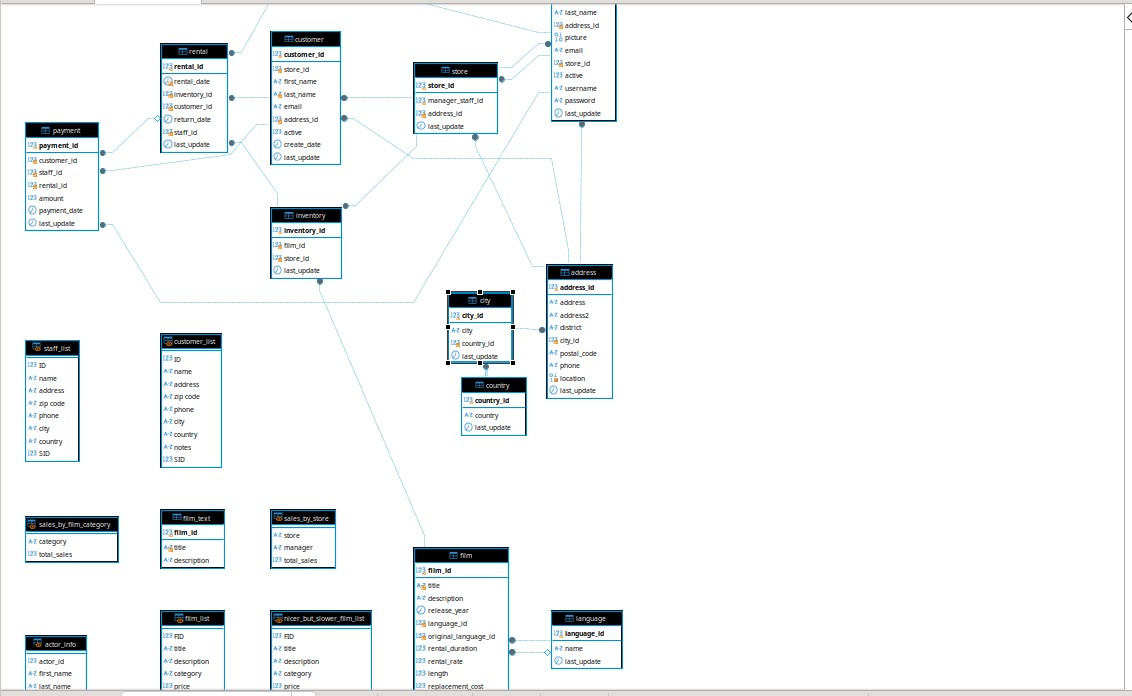 last_name
address_id
picture
email
store_id
active
username
password
last_update
rental
rental_id
rental_date
inventory_id
customer_id
return_date
staff_id
last_update
customer
customer_id
store_id
first_name
last_name
email
address_id
active
create_date
last_update
store
store_id
manager_staff_id
address_id
last_update
payment
payment_id
customer_id
staff_id
rental_id
amount
payment_date
last_update
inventory
inventory_id
film_id
store_id
last_update
address
address_id
address
address2
district
city_id
postal_code
phone
location
last_update
city
city_id
city
country_id
last_update
country
country_id
country
last_update
staff_list
ID
name
address
zip code
phone
city
country
SID
customer_list
ID
name
address
zip code
phone
city
country
notes
SID
sales_by_film_category
category
total_sales
film_text
film_id
title
description
sales_by_store
store
manager
total_sales
film
film_id
title
description
release_year
language_id
original_language_id
rental_duration
rental_rate
length
replacement_cost
language
language_id
name
last_update
actor_info
actor_id
first_name
last_name
film_list
FID
title
description
category
price
nicer_but_slower_film_list
FID
title
description
category
price